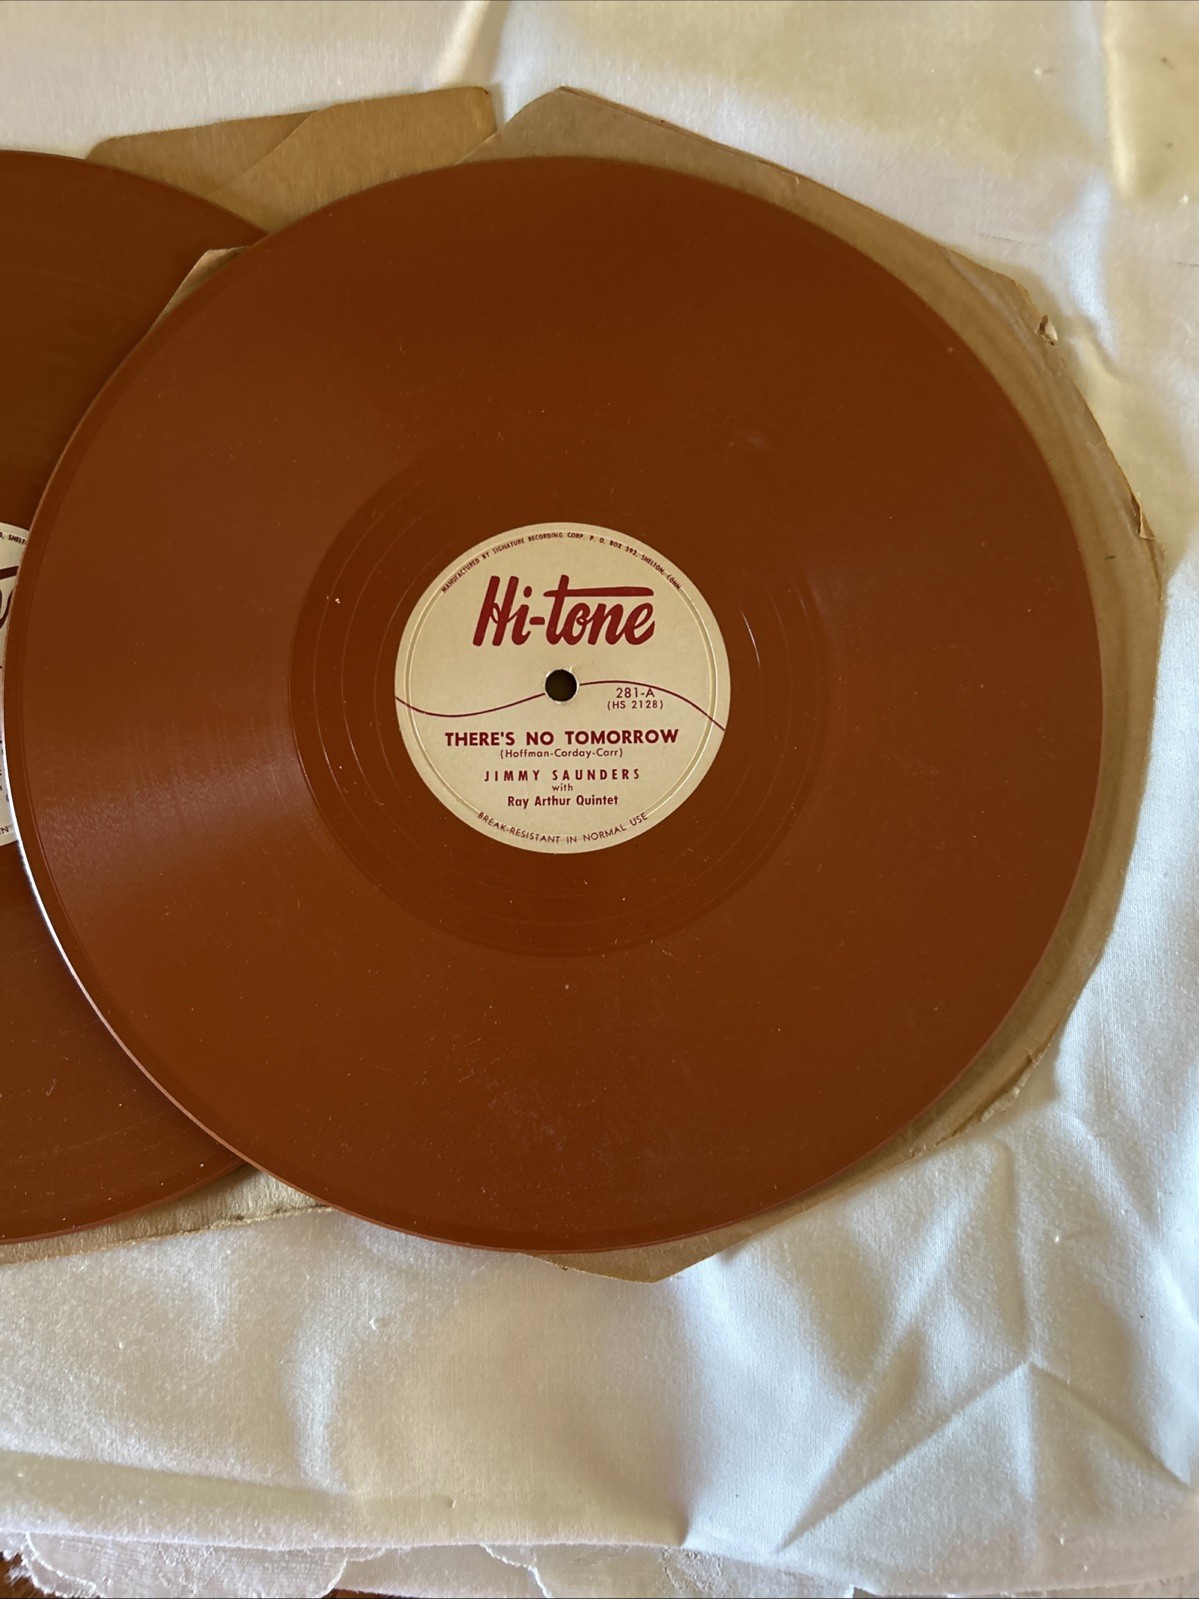 MANUFACTURED BY SIGNATURE RECORDING CORP. P. O. BOX 393, SHELTON, CONN.
Hi-tone
281-A
(HS 2128)
THERE'S NO TOMORROW
(Hoffman-Corday-Carr)
JIMMY SAUNDERS
with
Ray Arthur Quintet
BREAK-RESISTANT IN NORMAL USE